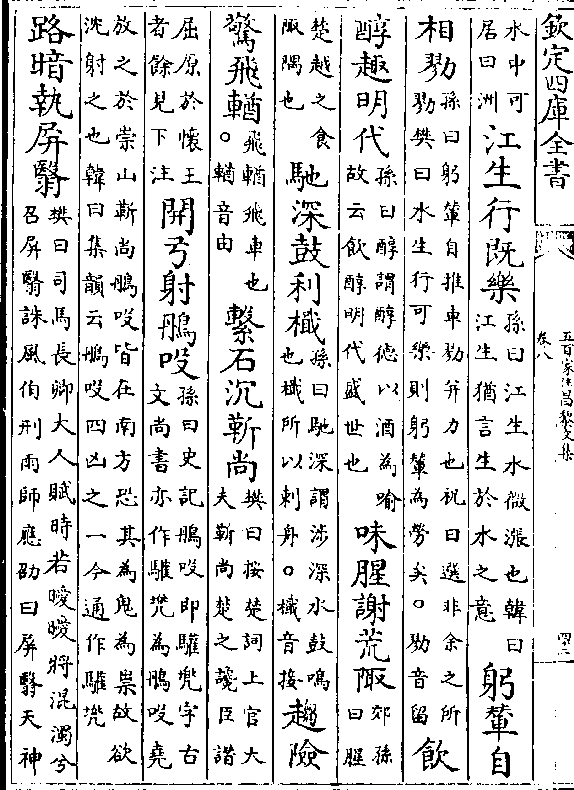 欽定四庫全書
五百家注昌黎文集
卷八
水中可
居曰洲
江生行既樂
孫曰江生水微漲也韓曰
江生猶言生於水之意
躬輦自
相勠
孫曰躬輦自推車勠并力也祝曰選非余之所
勠樊曰水生行可樂則躬輦為勞矣。勠音留
飲
醇趣明代
孫曰醇謂醇德以酒為喻
故云飲醇明代盛世也
味腥謝荒陬
孫曰腥
郊
楚越之食
陬隅也
馳深鼓利檝
孫曰馳深謂涉深水鼓鳴
也檝所以刺舟。檝音接
趨險
驚飛輶。
飛輶飛車也
輶音由
繫石沉靳尚
樊曰按楚詞上官大
夫靳尚楚之讒臣譖
屈原於懷王
者餘見下注
開弓射鴅吺
孫曰史記鴅吺即驩兜字古
文尚書亦作驩兜為鴅吺堯
放之於崇山靳尚鴅吺皆在南方恐其為鬼為祟故欲
沈射之也韓曰集韻云鴅吺四凶之一今通作驩兜
路暗執屏翳
樊曰司馬長卿大人賦時若曖曖將混濁兮
召屏翳誅風伯刑雨師應劭曰屏翳天神